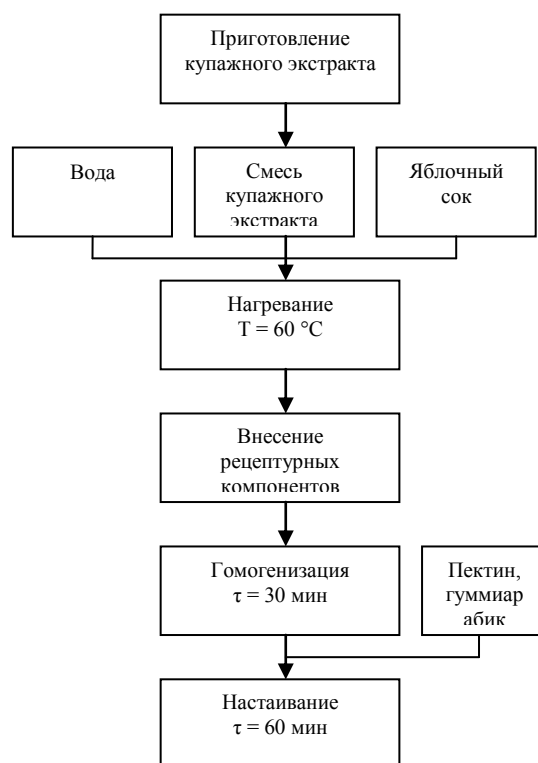 Приготовление
купажного экстракта
Вода
Смесь
купажного
экстракта
Яблочный
сок
Нагревание
T = 60 °C
Внесение
рецептурных
компонентов
Гомогенизация
τ = 30 мин
Пектин,
гуммиар
абик
Настаивание
τ = 60 мин